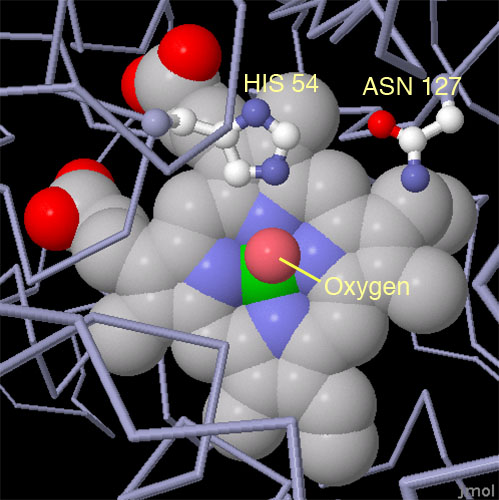 HIS 54
ASN 127
Oxygen
Jmol